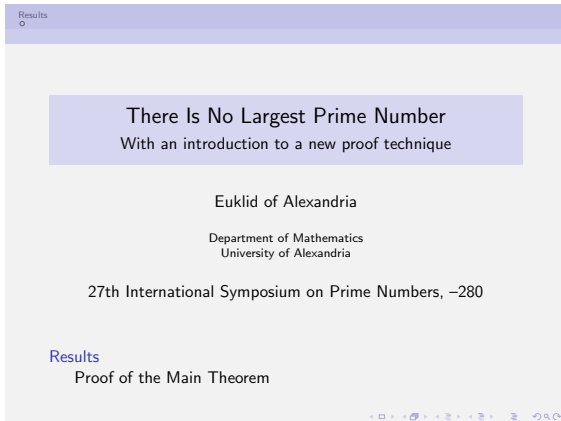 Results
There Is No Largest Prime Number
With an introduction to a new proof technique
Euklid of Alexandria
Department of Mathematics
University of Alexandria
27th International Symposium on Prime Numbers, –280
Results
Proof of the Main Theorem